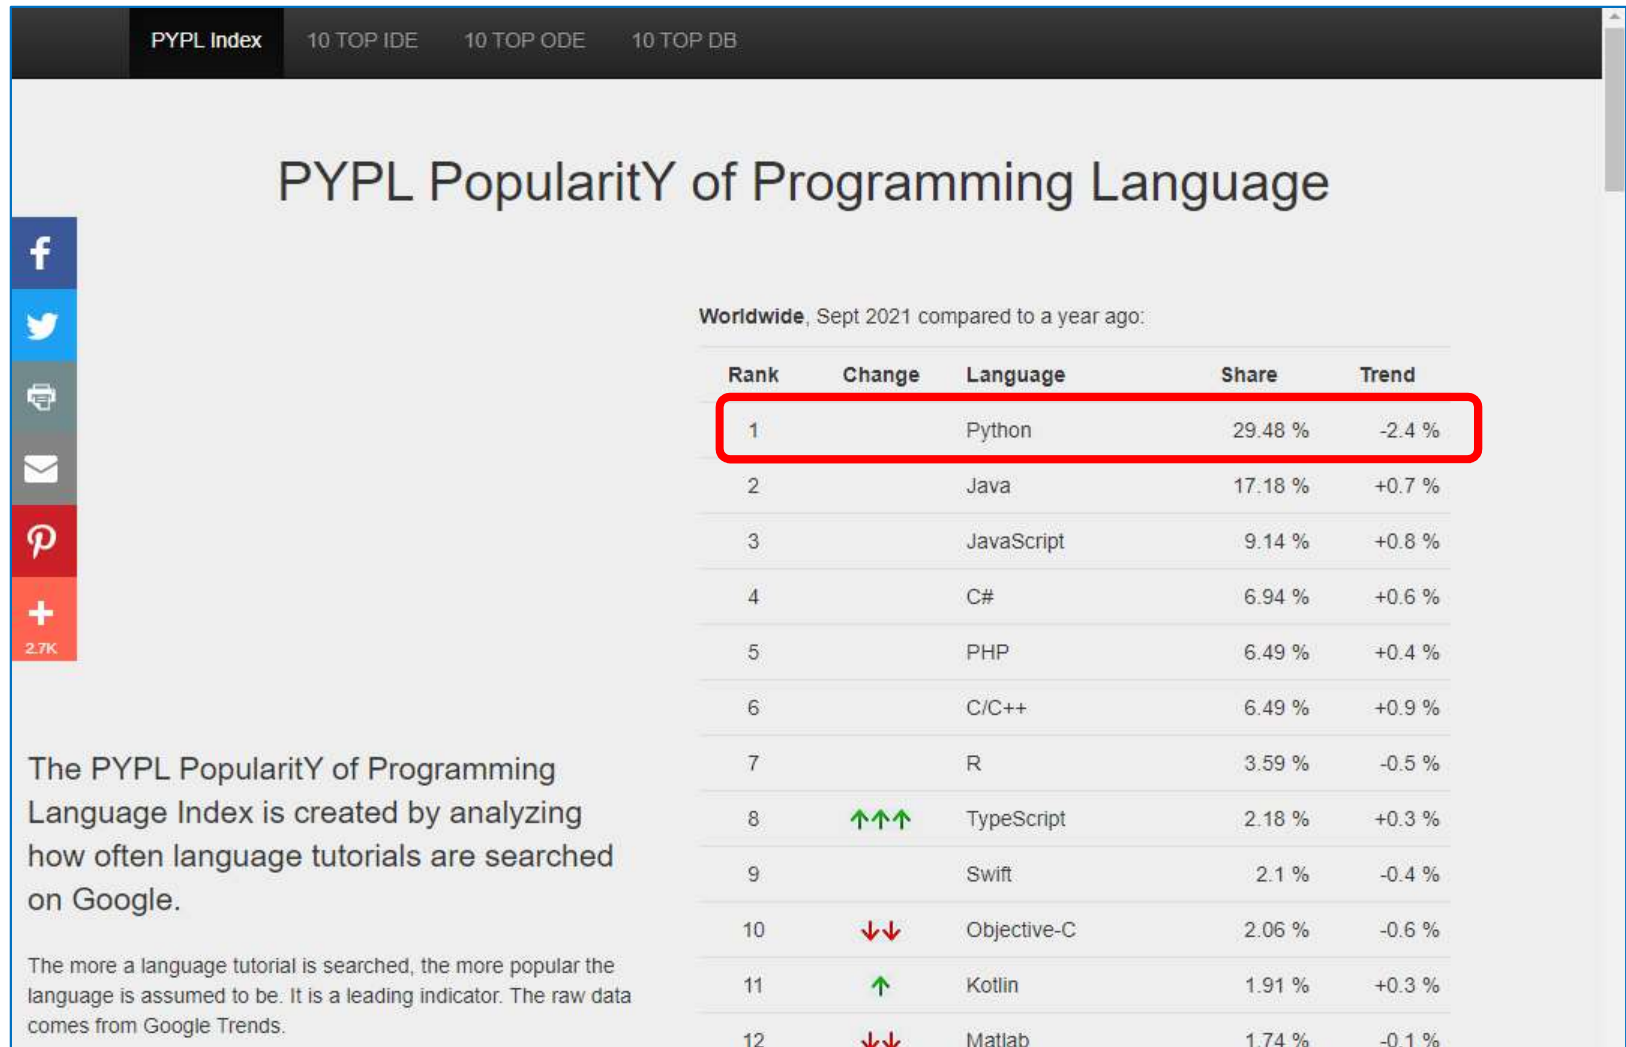 PYPL Index 10 TOP IDE 10 TOP ODE 10 TOP DB
PYPL PopularitY of Programming Language
2.7K
The PYPL PopularitY of Programming
Language Index is created by analyzing
how often language tutorials are searched
on Google.
The more a language tutorial is searched, the more popular the
language is assumed to be. It is a leading indicator. The raw data
comes from Google Trends.
Worldwide, Sept 2021 compared to a year ago:
Rank Change Language Share Trend
1 Python 29.48 % -2.4 %
2 Java 17.18 % +0.7 %
3 JavaScript 9.14 % +0.8 %
4 C# 6.94 % +0.6 %
5 PHP 6.49 % +0.4 %
6 C/C++ 6.49 % +0.9 %
7 R 3.59 % -0.5 %
8 ↑↑↑ TypeScript 2.18 % +0.3 %
9 Swift 2.1 % -0.4 %
10 ↓↓ Objective-C 2.06 % -0.6 %
11 ↑ Kotlin 1.91 % +0.3 %
12 ↓↓ Matlab 1.74 % -0.1 %